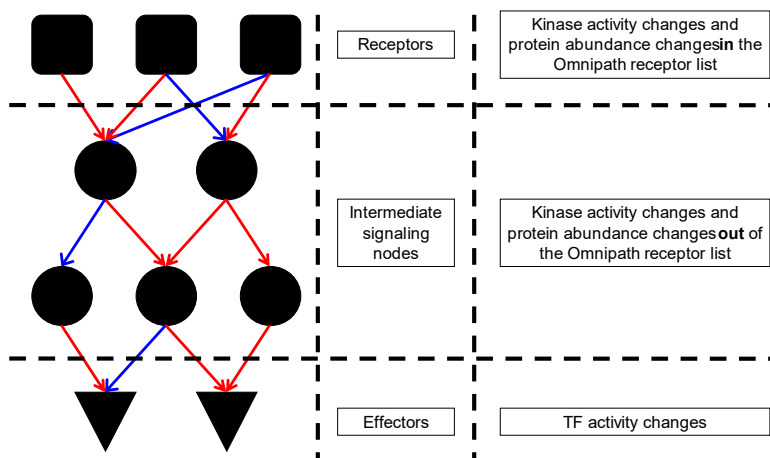 Receptors
Kinase activity changes and
protein abundance changesin in the
Omnipath receptor list
Intermediate
signaling
nodes
Kinase activity changes and
protein abundance changesout of
the Omnipath receptor list
Effectors
TF activity changes